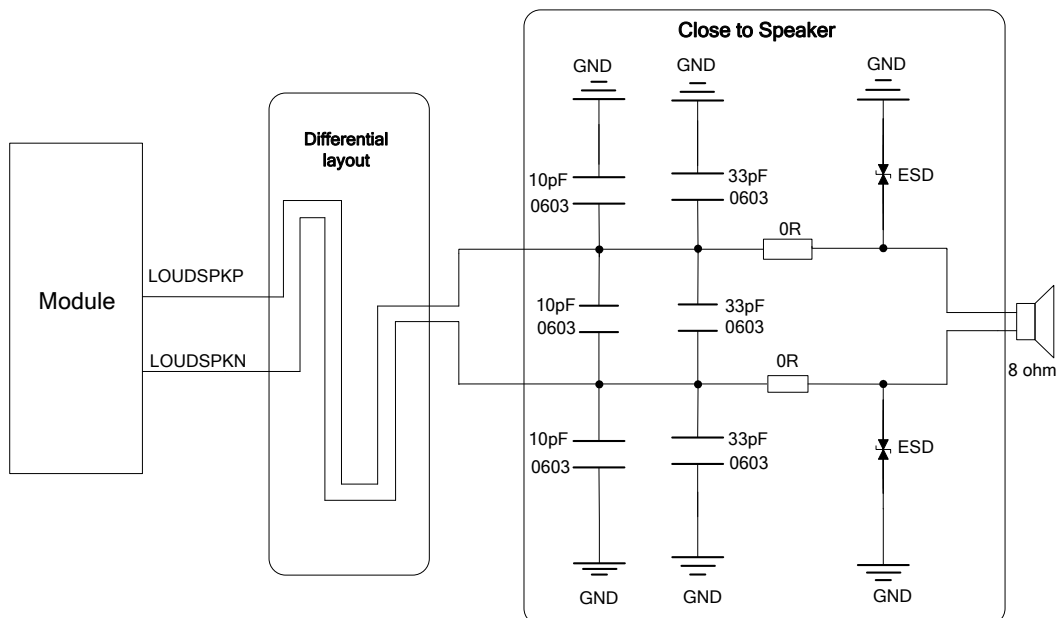 Close to Speaker
GND
GND
GND
Differential
layout
10pF
0603
33pF
0603
ESD
0R
LOUDSPKP
Module
10pF
0603
33pF
0603
LOUDSPKN
0R
8 ohm
10pF
0603
33pF
0603
ESD
GND
GND
GND